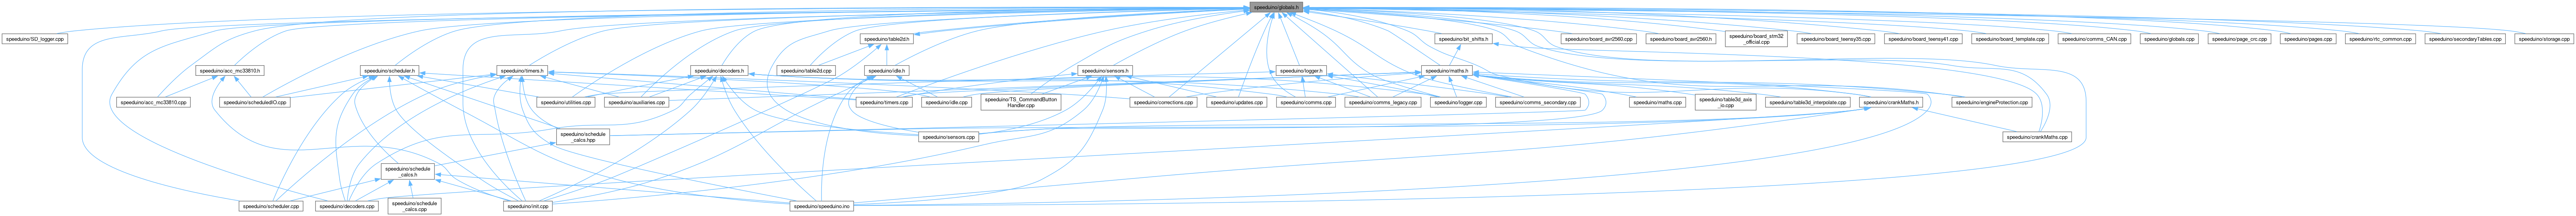 speeduino/globals.h
speeduino/SD_logger.cpp
speeduino/table2d.h
speeduino/bit_shifts.h
speeduino/board_avr2560.cpp
speeduino/board_avr2560.h
speeduino/board_stm32
_official.cpp
speeduino/board_teensy35.cpp
speeduino/board_teensy41.cpp
speeduino/board_template.cpp
speeduino/comms_CAN.cpp
speeduino/globals.cpp
speeduino/page_crc.cpp
speeduino/pages.cpp
speeduino/rtc_common.cpp
speeduino/secondaryTables.cpp
speeduino/storage.cpp
speeduino/acc_mc33810.h
speeduino/scheduler.h
speeduino/timers.h
speeduino/decoders.h
speeduino/table2d.cpp
speeduino/idle.h
speeduino/sensors.h
speeduino/logger.h
speeduino/maths.h
speeduino/acc_mc33810.cpp
speeduino/scheduledIO.cpp
speeduino/utilities.cpp
speeduino/auxiliaries.cpp
speeduino/timers.cpp
speeduino/idle.cpp
speeduino/TS_CommandButton
Handler.cpp
speeduino/corrections.cpp
speeduino/updates.cpp
speeduino/comms.cpp
speeduino/comms_legacy.cpp
speeduino/logger.cpp
speeduino/comms_secondary.cpp
speeduino/maths.cpp
speeduino/table3d_axis
_io.cpp
speeduino/table3d_interpolate.cpp
speeduino/crankMaths.h
speeduino/engineProtection.cpp
speeduino/schedule
_calcs.hpp
speeduino/sensors.cpp
speeduino/crankMaths.cpp
speeduino/schedule
_calcs.h
speeduino/scheduler.cpp
speeduino/decoders.cpp
speeduino/schedule
_calcs.cpp
speeduino/init.cpp
speeduino/speeduino.ino